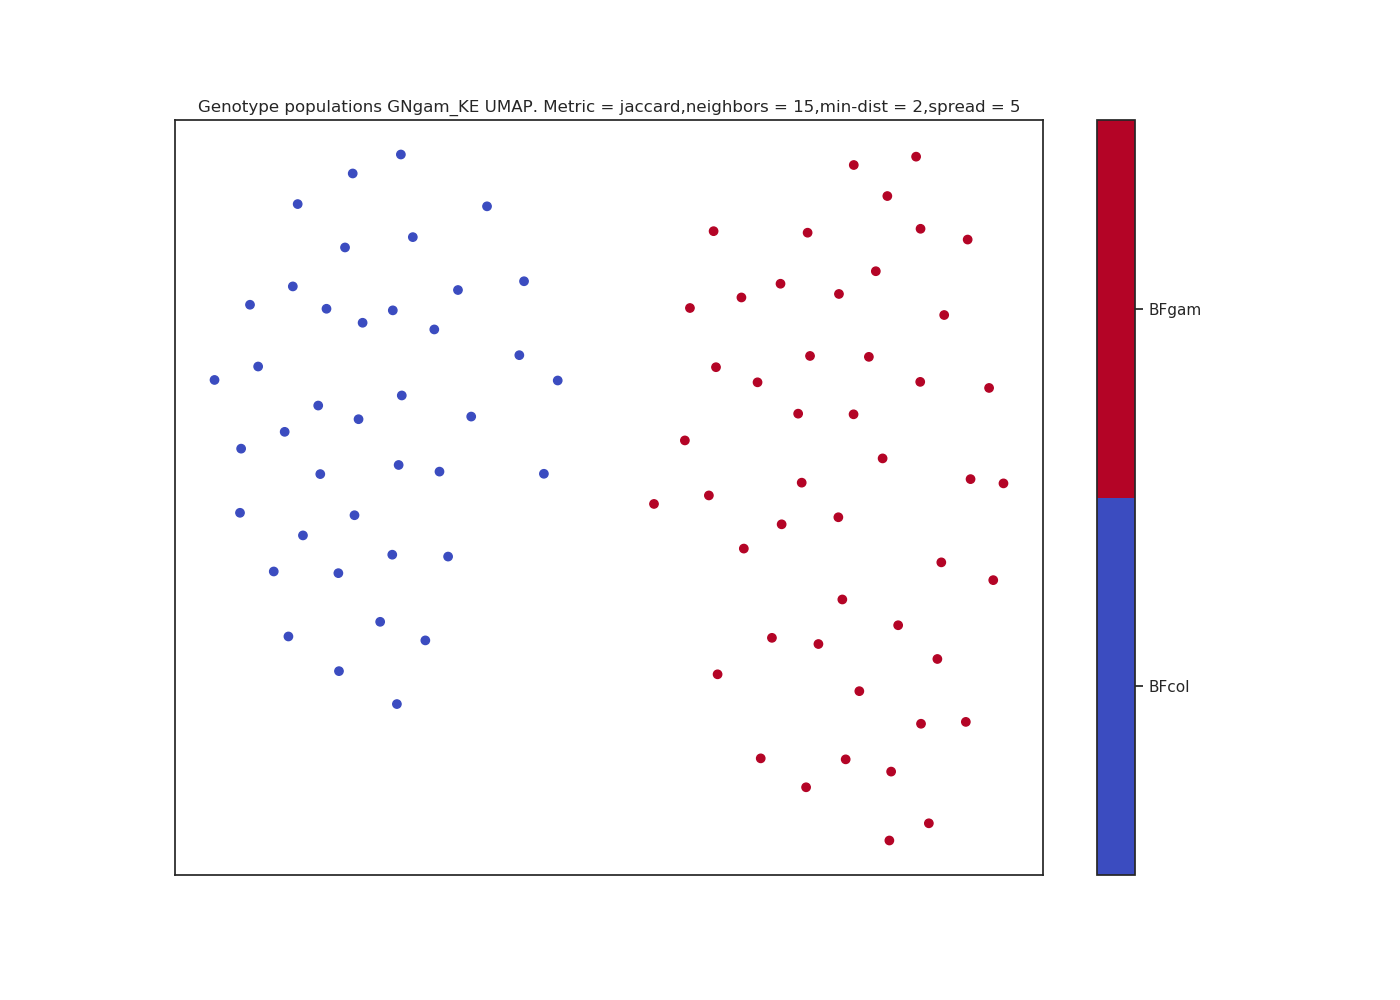 Genotype populations GNgam_KE UMAP. Metric = jaccard,neighbors = 15,min-dist = 2,spread = 5
BFgam
BFcol